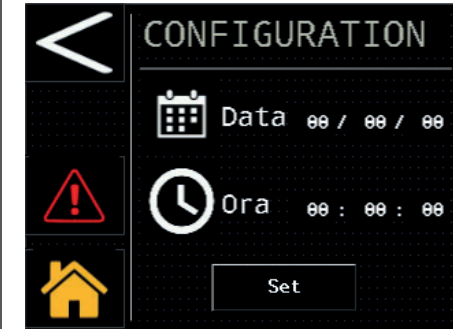 CONFIGURATION
Data 00 / 00 / 00
Ora 00 : 00 : 00
Set